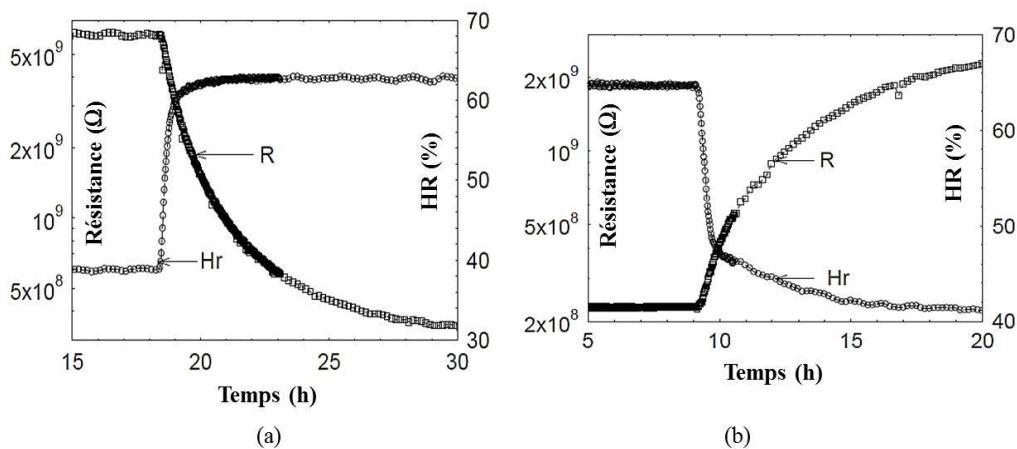 5x10⁹
2x10⁹
10⁹
5x10⁸
Résistance (Ω)
70
60
50
40
30
HR (%)
R
Hr
15 20 25 30
Temps (h)
(a)
2x10⁹
10⁹
5x10⁸
2x10⁸
Résistance (Ω)
70
60
50
40
HR (%)
R
Hr
5 10 15 20
Temps (h)
(b)